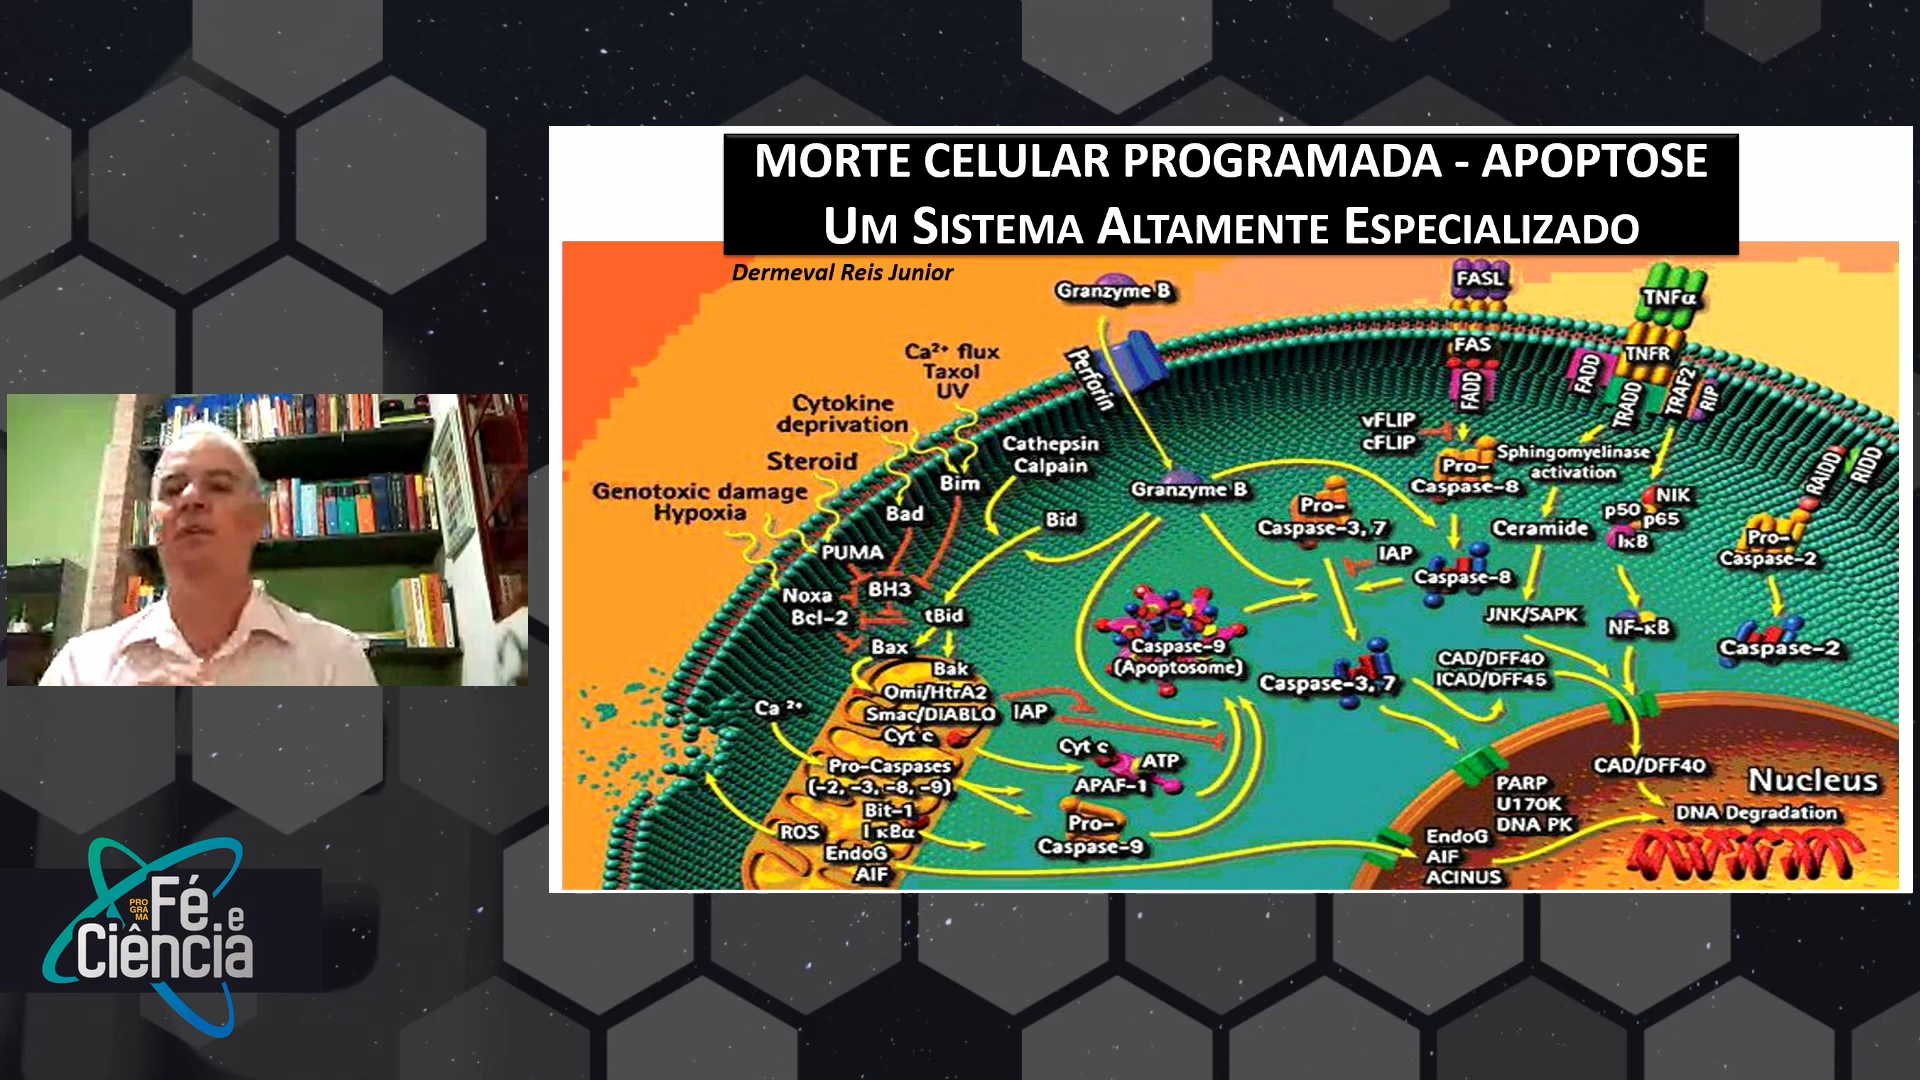 MORTE CELULAR PROGRAMADA - APOPTOSE
UM SISTEMA ALTAMENTE ESPECIALIZADO
Dermeval Reis Junior
Granzyme B
FASL
TNFα
Perforin
FAS
FADD
FADD
TNFR
TRADD
TRAF2
RIP
Ca²⁺ flux
Taxol
UV
Cytokine
deprivation
Steroid
Genotoxic damage
Hypoxia
Cathepsin
Calpain
Bim
Bad
Bid
PUMA
Noxa
Bcl-2
BH3
tBid
Bax
Bak
Granzyme B
vFLIP
cFLIP
Pro-
Caspase-8
Sphingomyelinase
activation
Pro-
Caspase-3, 7
IAP
Caspase-8
Ceramide
NIK
p50
p65
IκB
RAIDD
RIDD
Pro-
Caspase-2
JNK/SAPK
NF-κB
Caspase-2
Caspase-9
(Apoptosome)
Caspase-3, 7
CAD/DFF40
ICAD/DFF45
Ca ²⁺
Omi/HtrA2
Smac/DIABLO
IAP
Cyt c
Pro-Caspases
(-2, -3, -8, -9)
Bit-1
IκBα
ROS
EndoG
AIF
Cyt c
ATP
APAF-1
Pro-
Caspase-9
CAD/DFF40
Nucleus
PARP
U170K
DNA PK
DNA Degradation
EndoG
AIF
ACINUS
PRO
GRA
MA
Fé e
Ciência